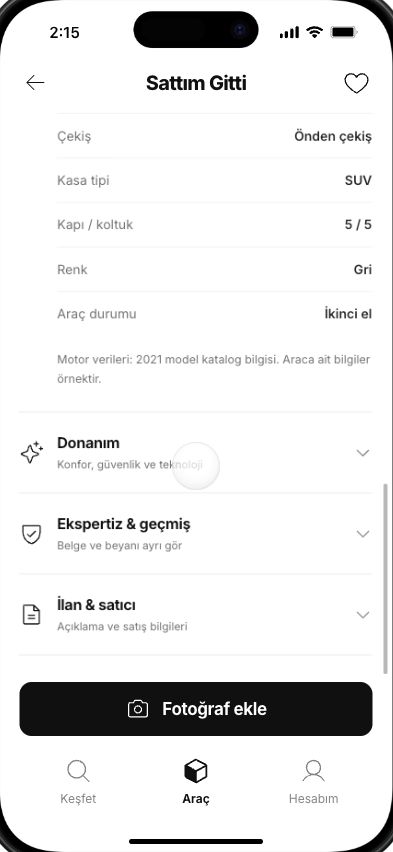 2:15
Sattım Gitti
Çekiş Önden çekiş
Kasa tipi SUV
Kapı / koltuk 5 / 5
Renk Gri
Araç durumu İkinci el
Motor verileri: 2021 model katalog bilgisi. Araca ait bilgiler
örnektir.
Donanım
Konfor, güvenlik ve teknoloji
Ekspertiz & geçmiş
Belge ve beyanı ayrı gör
İlan & satıcı
Açıklama ve satış bilgileri
Fotoğraf ekle
Keşfet Araç Hesabım